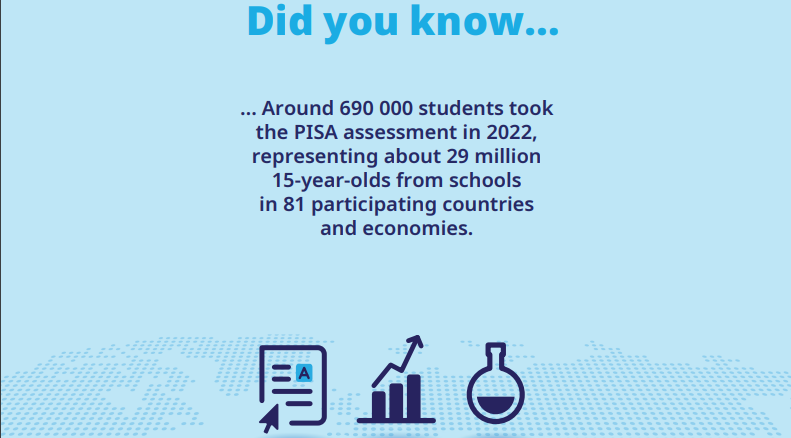 Did you know...
... Around 690 000 students took
the PISA assessment in 2022,
representing about 29 million
15-year-olds from schools
in 81 participating countries
and economies.
A